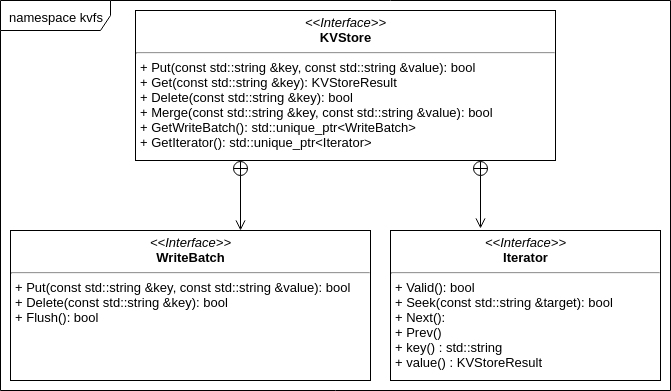 namespace kvfs
<<Interface>>
KVStore
+ Put(const std::string &key, const std::string &value): bool
+ Get(const std::string &key): KVStoreResult
+ Delete(const std::string &key): bool
+ Merge(const std::string &key, const std::string &value): bool
+ GetWriteBatch(): std::unique_ptr<WriteBatch>
+ GetIterator(): std::unique_ptr<Iterator>
<<Interface>>
WriteBatch
+ Put(const std::string &key, const std::string &value): bool
+ Delete(const std::string &key): bool
+ Flush(): bool
<<Interface>>
Iterator
+ Valid(): bool
+ Seek(const std::string &target): bool
+ Next():
+ Prev()
+ key() : std::string
+ value() : KVStoreResult